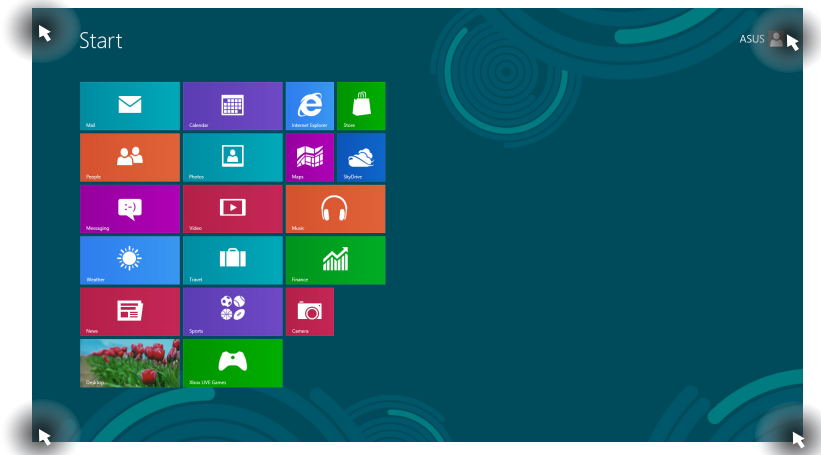 Start
ASUS
Mail
Calendar
Internet Explorer
Store
People
Photos
Maps
SkyDrive
Messaging
:-)
Video
Music
Weather
Travel
Finance
News
Sports
Camera
Desktop
Xbox LIVE Games